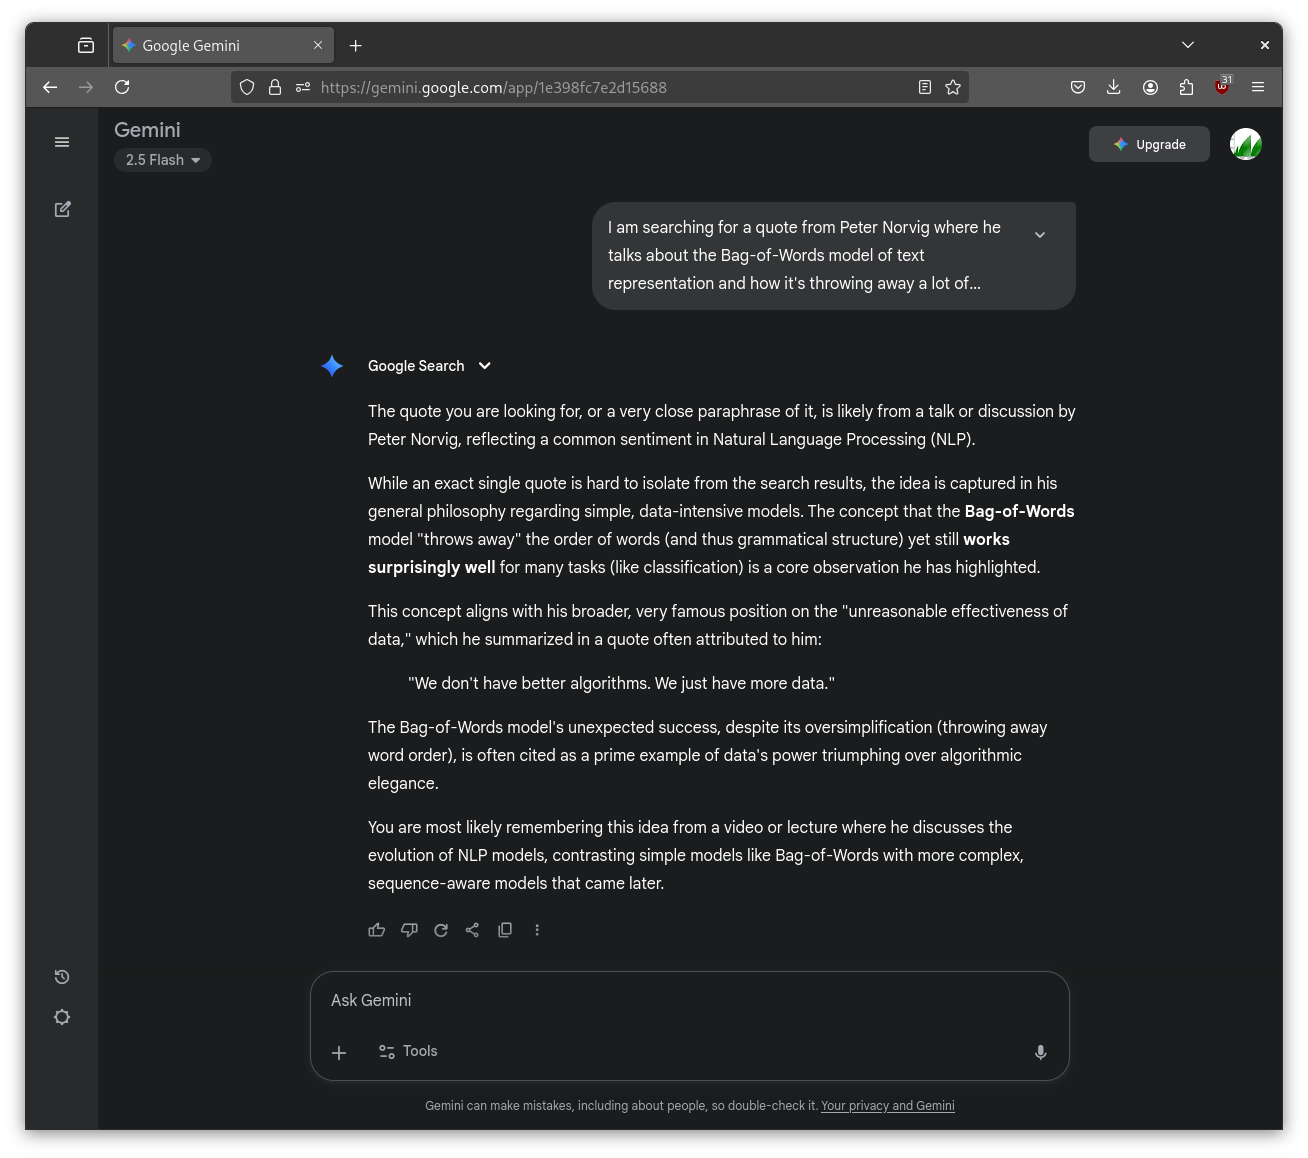 Google Gemini
https://gemini.google.com/app/1e398fc7e2d15688
31
Gemini
2.5 Flash
Upgrade
I am searching for a quote from Peter Norvig where he
talks about the Bag-of-Words model of text
representation and how it's throwing away a lot of...
Google Search
The quote you are looking for, or a very close paraphrase of it, is likely from a talk or discussion by
Peter Norvig, reflecting a common sentiment in Natural Language Processing (NLP).
While an exact single quote is hard to isolate from the search results, the idea is captured in his
general philosophy regarding simple, data-intensive models. The concept that the Bag-of-Words
model "throws away" the order of words (and thus grammatical structure) yet still works
surprisingly well for many tasks (like classification) is a core observation he has highlighted.
This concept aligns with his broader, very famous position on the "unreasonable effectiveness of
data," which he summarized in a quote often attributed to him:
"We don't have better algorithms. We just have more data."
The Bag-of-Words model's unexpected success, despite its oversimplification (throwing away
word order), is often cited as a prime example of data's power triumphing over algorithmic
elegance.
You are most likely remembering this idea from a video or lecture where he discusses the
evolution of NLP models, contrasting simple models like Bag-of-Words with more complex,
sequence-aware models that came later.
Ask Gemini
Tools
Gemini can make mistakes, including about people, so double-check it. Your privacy and Gemini